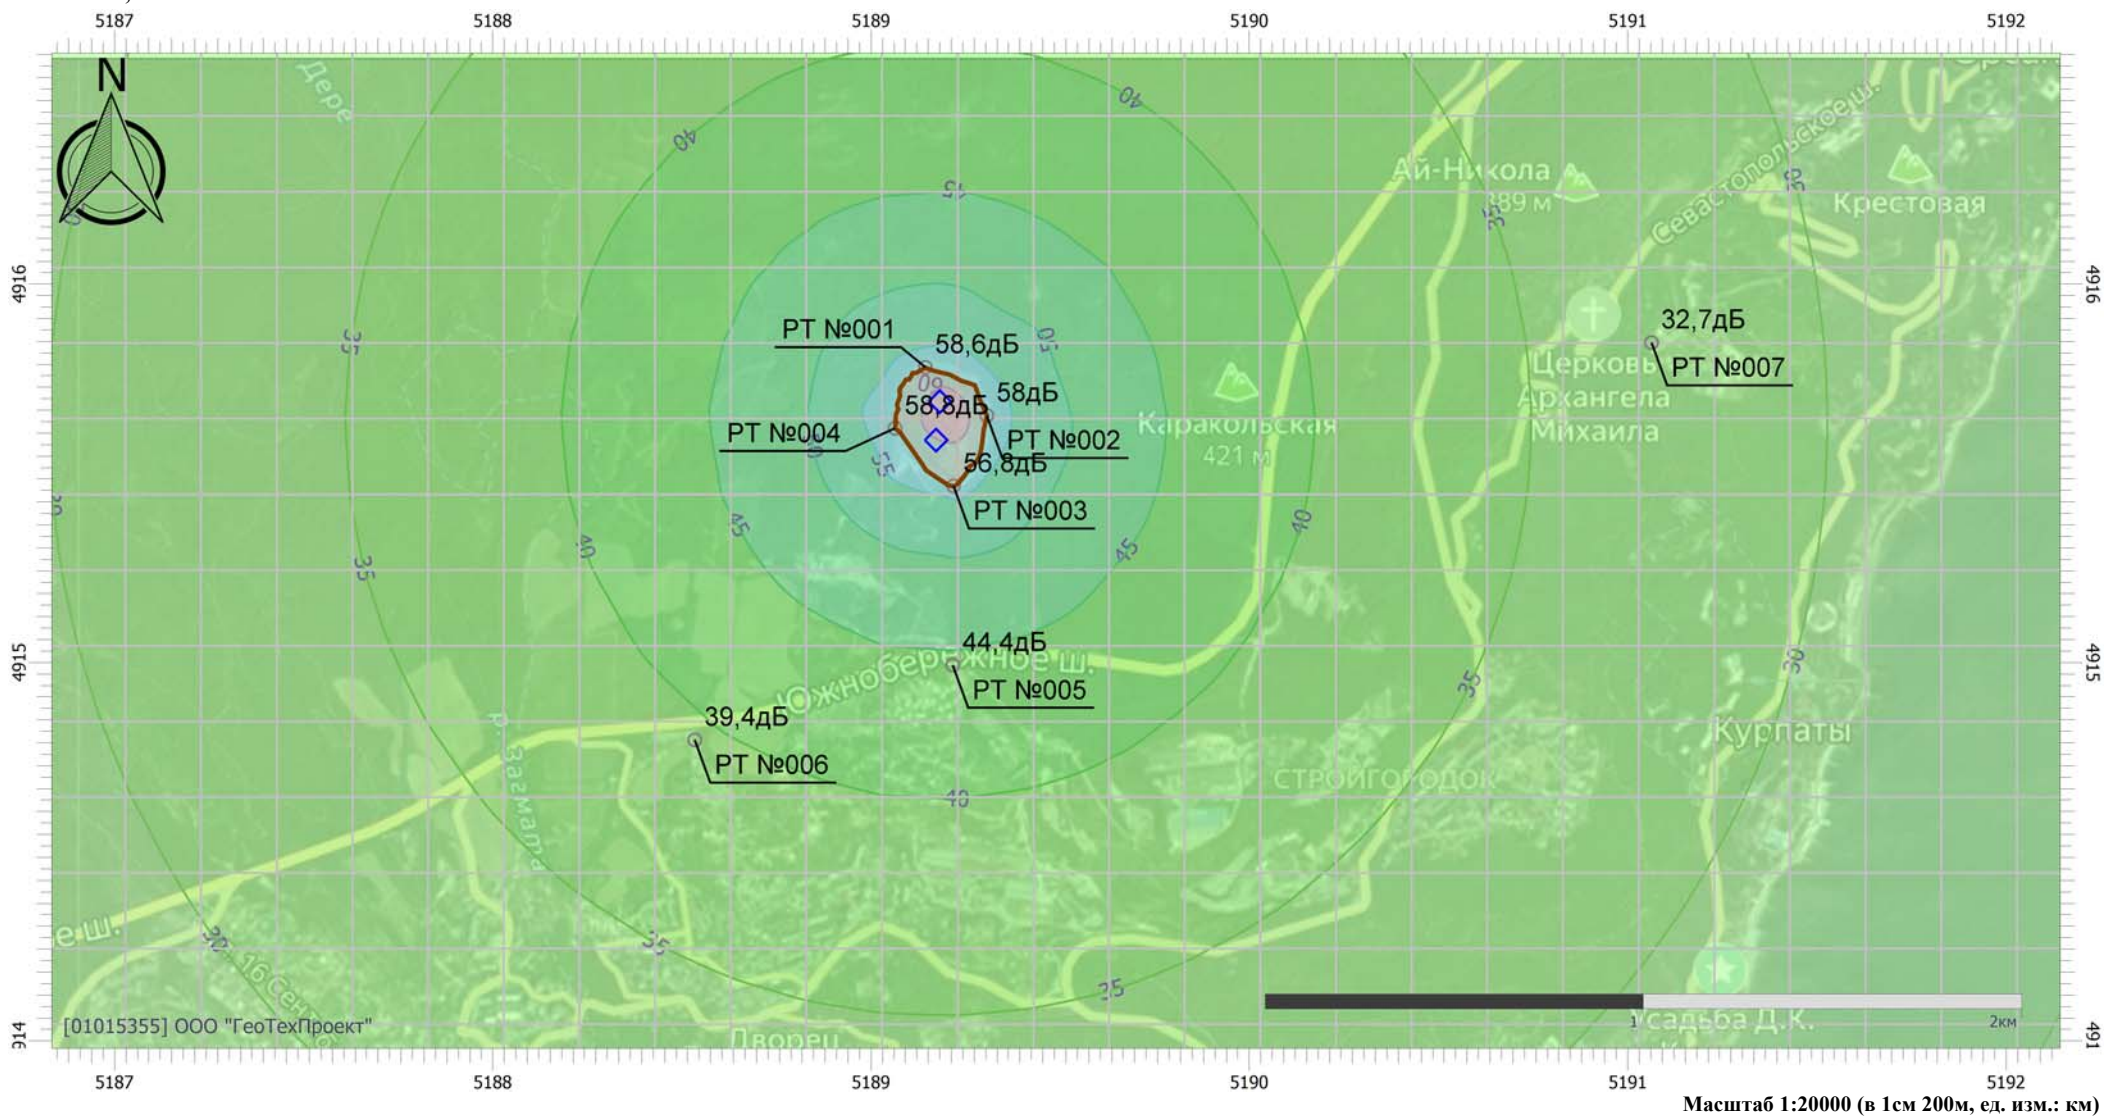 5187 5188 5189 5190 5191 5192
N
Дере
40
40
45
Ай-Никола
389 м
Севастопольское ш.
30
Крестовая
35
4916
4916
35
РТ №001
58,6дБ
50
60
58дБ
58,8дБ
РТ №004
РТ №002
55
56,8дБ
РТ №003
Каракольская
421 м
Церковь
Архангела
Михаила
32,7дБ
РТ №007
45
40
40
45
35
4915
4915
44,4дБ
Южнобережное ш.
РТ №005
39,4дБ
РТ №006
35
30
Курпаты
СТРОЙГОРОДОК
40
30
35
35
[01015355] ООО "ГеоТехПроект"
Дворец
1
2км
Усадьба Д.К.
5187 5188 5189 5190 5191 5192
Масштаб 1:20000 (в 1см 200м, ед. изм.: км)